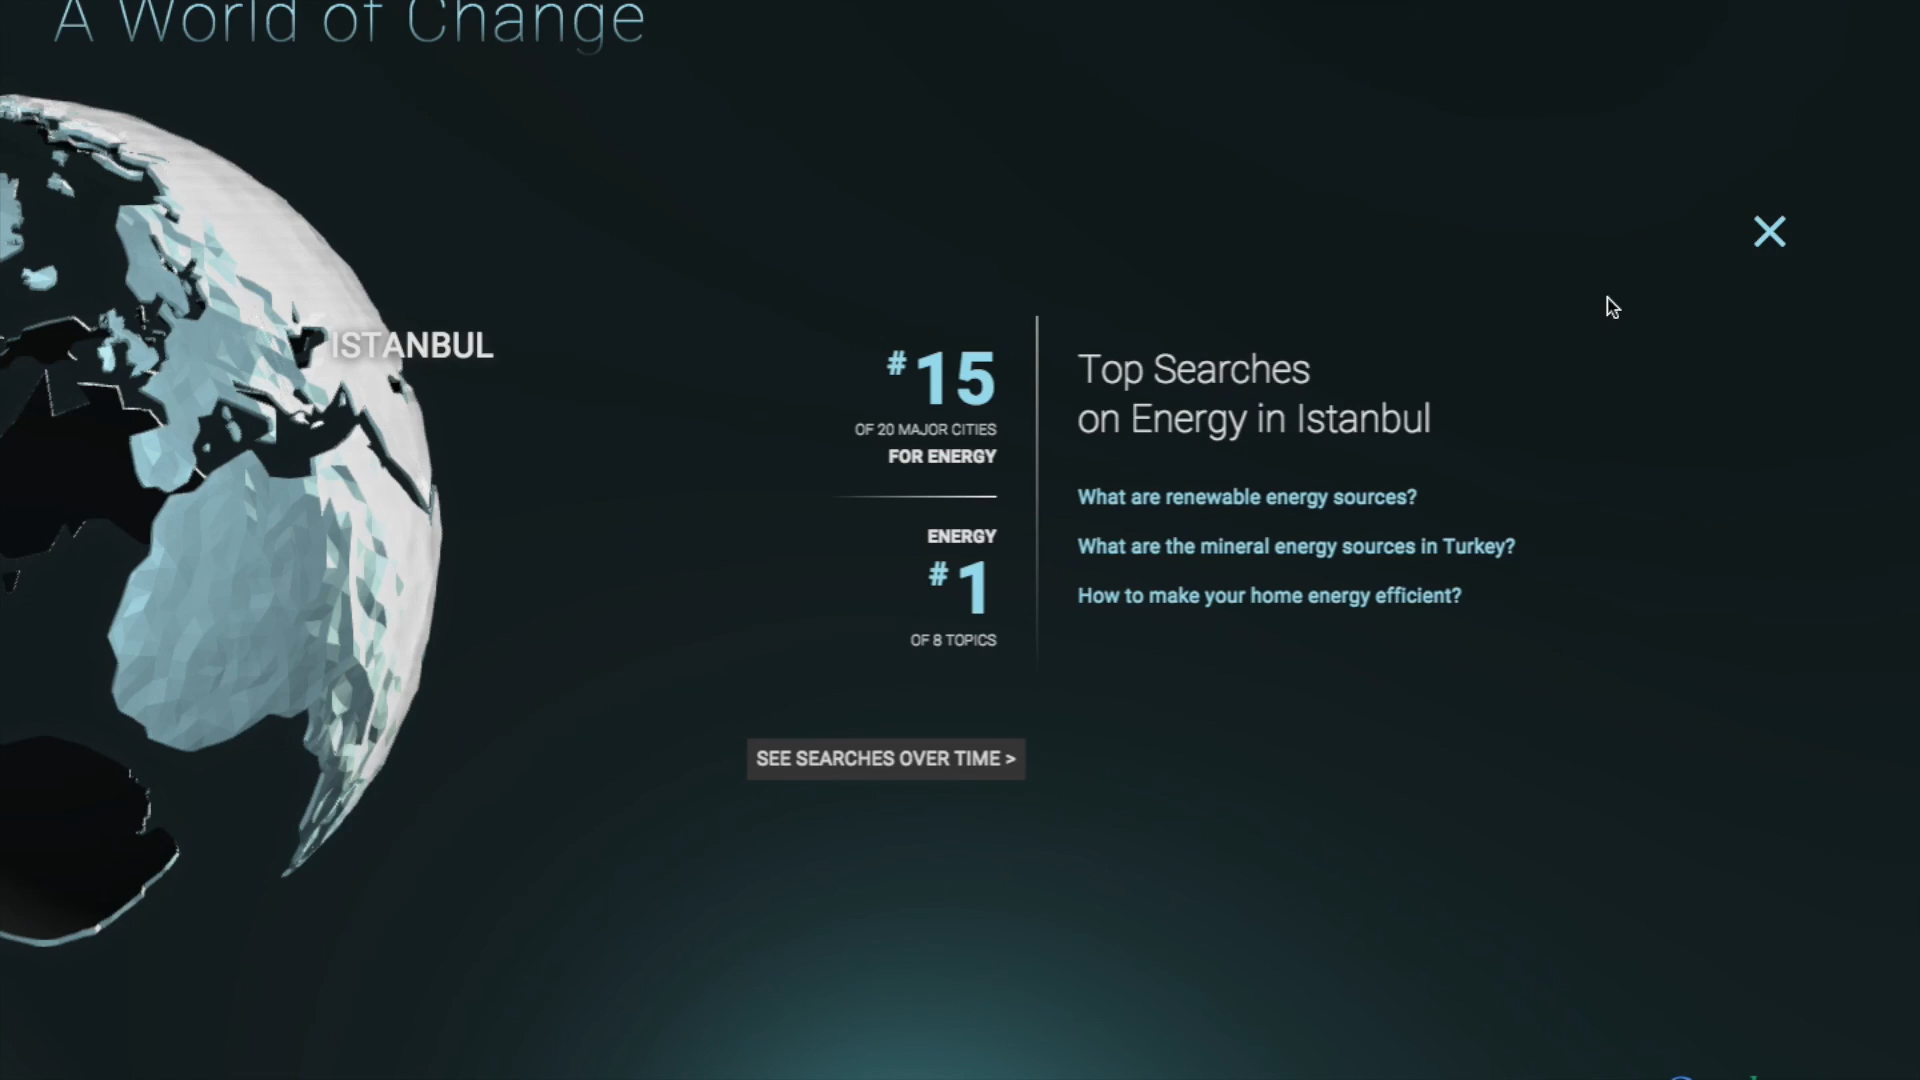 A World of Change
ISTANBUL
#15
OF 20 MAJOR CITIES
FOR ENERGY
ENERGY
#1
OF 8 TOPICS
SEE SEARCHES OVER TIME >
Top Searches
on Energy in Istanbul
What are renewable energy sources?
What are the mineral energy sources in Turkey?
How to make your home energy efficient?